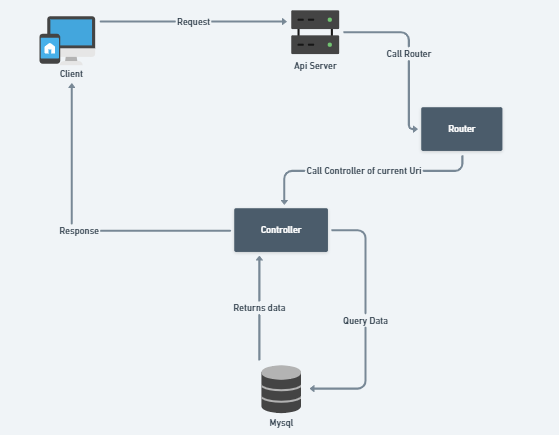 Request
Client
Api Server
Call Router
Router
Call Controller of current Uri
Controller
Response
Returns data
Query Data
Mysql